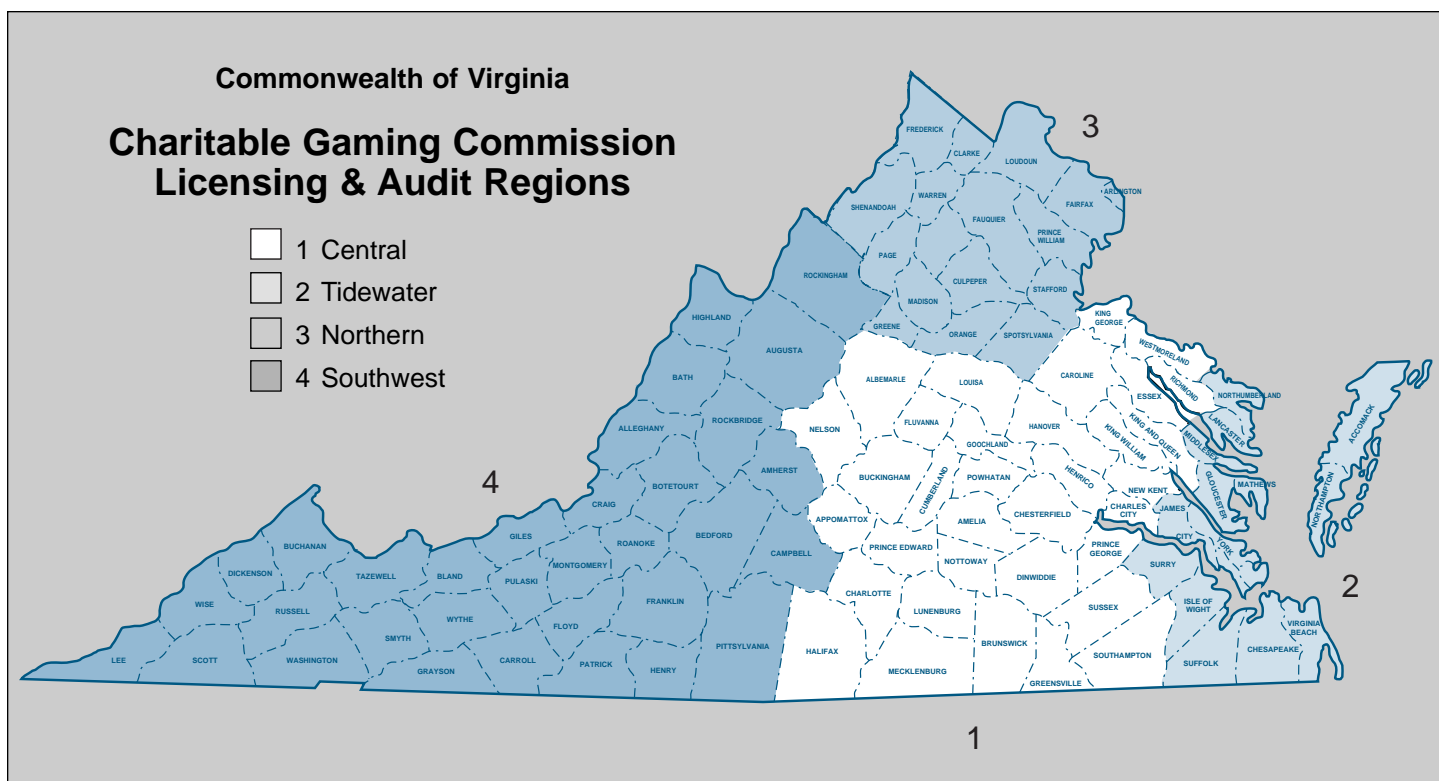 Commonwealth of Virginia
Charitable Gaming Commission
Licensing & Audit Regions
1 Central
2 Tidewater
3 Northern
4 Southwest
3
FREDERICK
CLARKE
LOUDOUN
ARLINGTON
WARREN
FAIRFAX
SHENANDOAH
FAUQUIER
PRINCE
WILLIAM
PAGE
ROCKINGHAM
CULPEPER
STAFFORD
MADISON
HIGHLAND
GREENE
ORANGE
SPOTSYLVANIA
KING
GEORGE
AUGUSTA
WESTMORELAND
BATH
ALBEMARLE
LOUISA
CAROLINE
RICHMOND
ESSEX
NORTHUMBERLAND
ALLEGHANY
ROCKBRIDGE
NELSON
FLUVANNA
HANOVER
KING AND QUEEN
KING WILLIAM
LANCASTER
MIDDLESEX
ACCOMACK
GOOCHLAND
4
AMHERST
BUCKINGHAM
CUMBERLAND
POWHATAN
HENRICO
NEW KENT
GLOUCESTER
MATHEWS
NORTHAMPTON
BOTETOURT
CRAIG
APPOMATTOX
AMELIA
CHESTERFIELD
CHARLES
CITY
JAMES
CITY
YORK
GILES
ROANOKE
BEDFORD
CAMPBELL
PRINCE EDWARD
NOTTOWAY
PRINCE
GEORGE
BUCHANAN
DICKENSON
TAZEWELL
BLAND
PULASKI
MONTGOMERY
DINWIDDIE
SURRY
2
WISE
RUSSELL
WYTHE
FLOYD
FRANKLIN
CHARLOTTE
LUNENBURG
SUSSEX
ISLE OF
WIGHT
VIRGINIA
BEACH
LEE
SCOTT
WASHINGTON
SMYTH
GRAYSON
CARROLL
PATRICK
HENRY
PITTSYLVANIA
HALIFAX
MECKLENBURG
BRUNSWICK
GREENSVILLE
SOUTHAMPTON
SUFFOLK
CHESAPEAKE
1